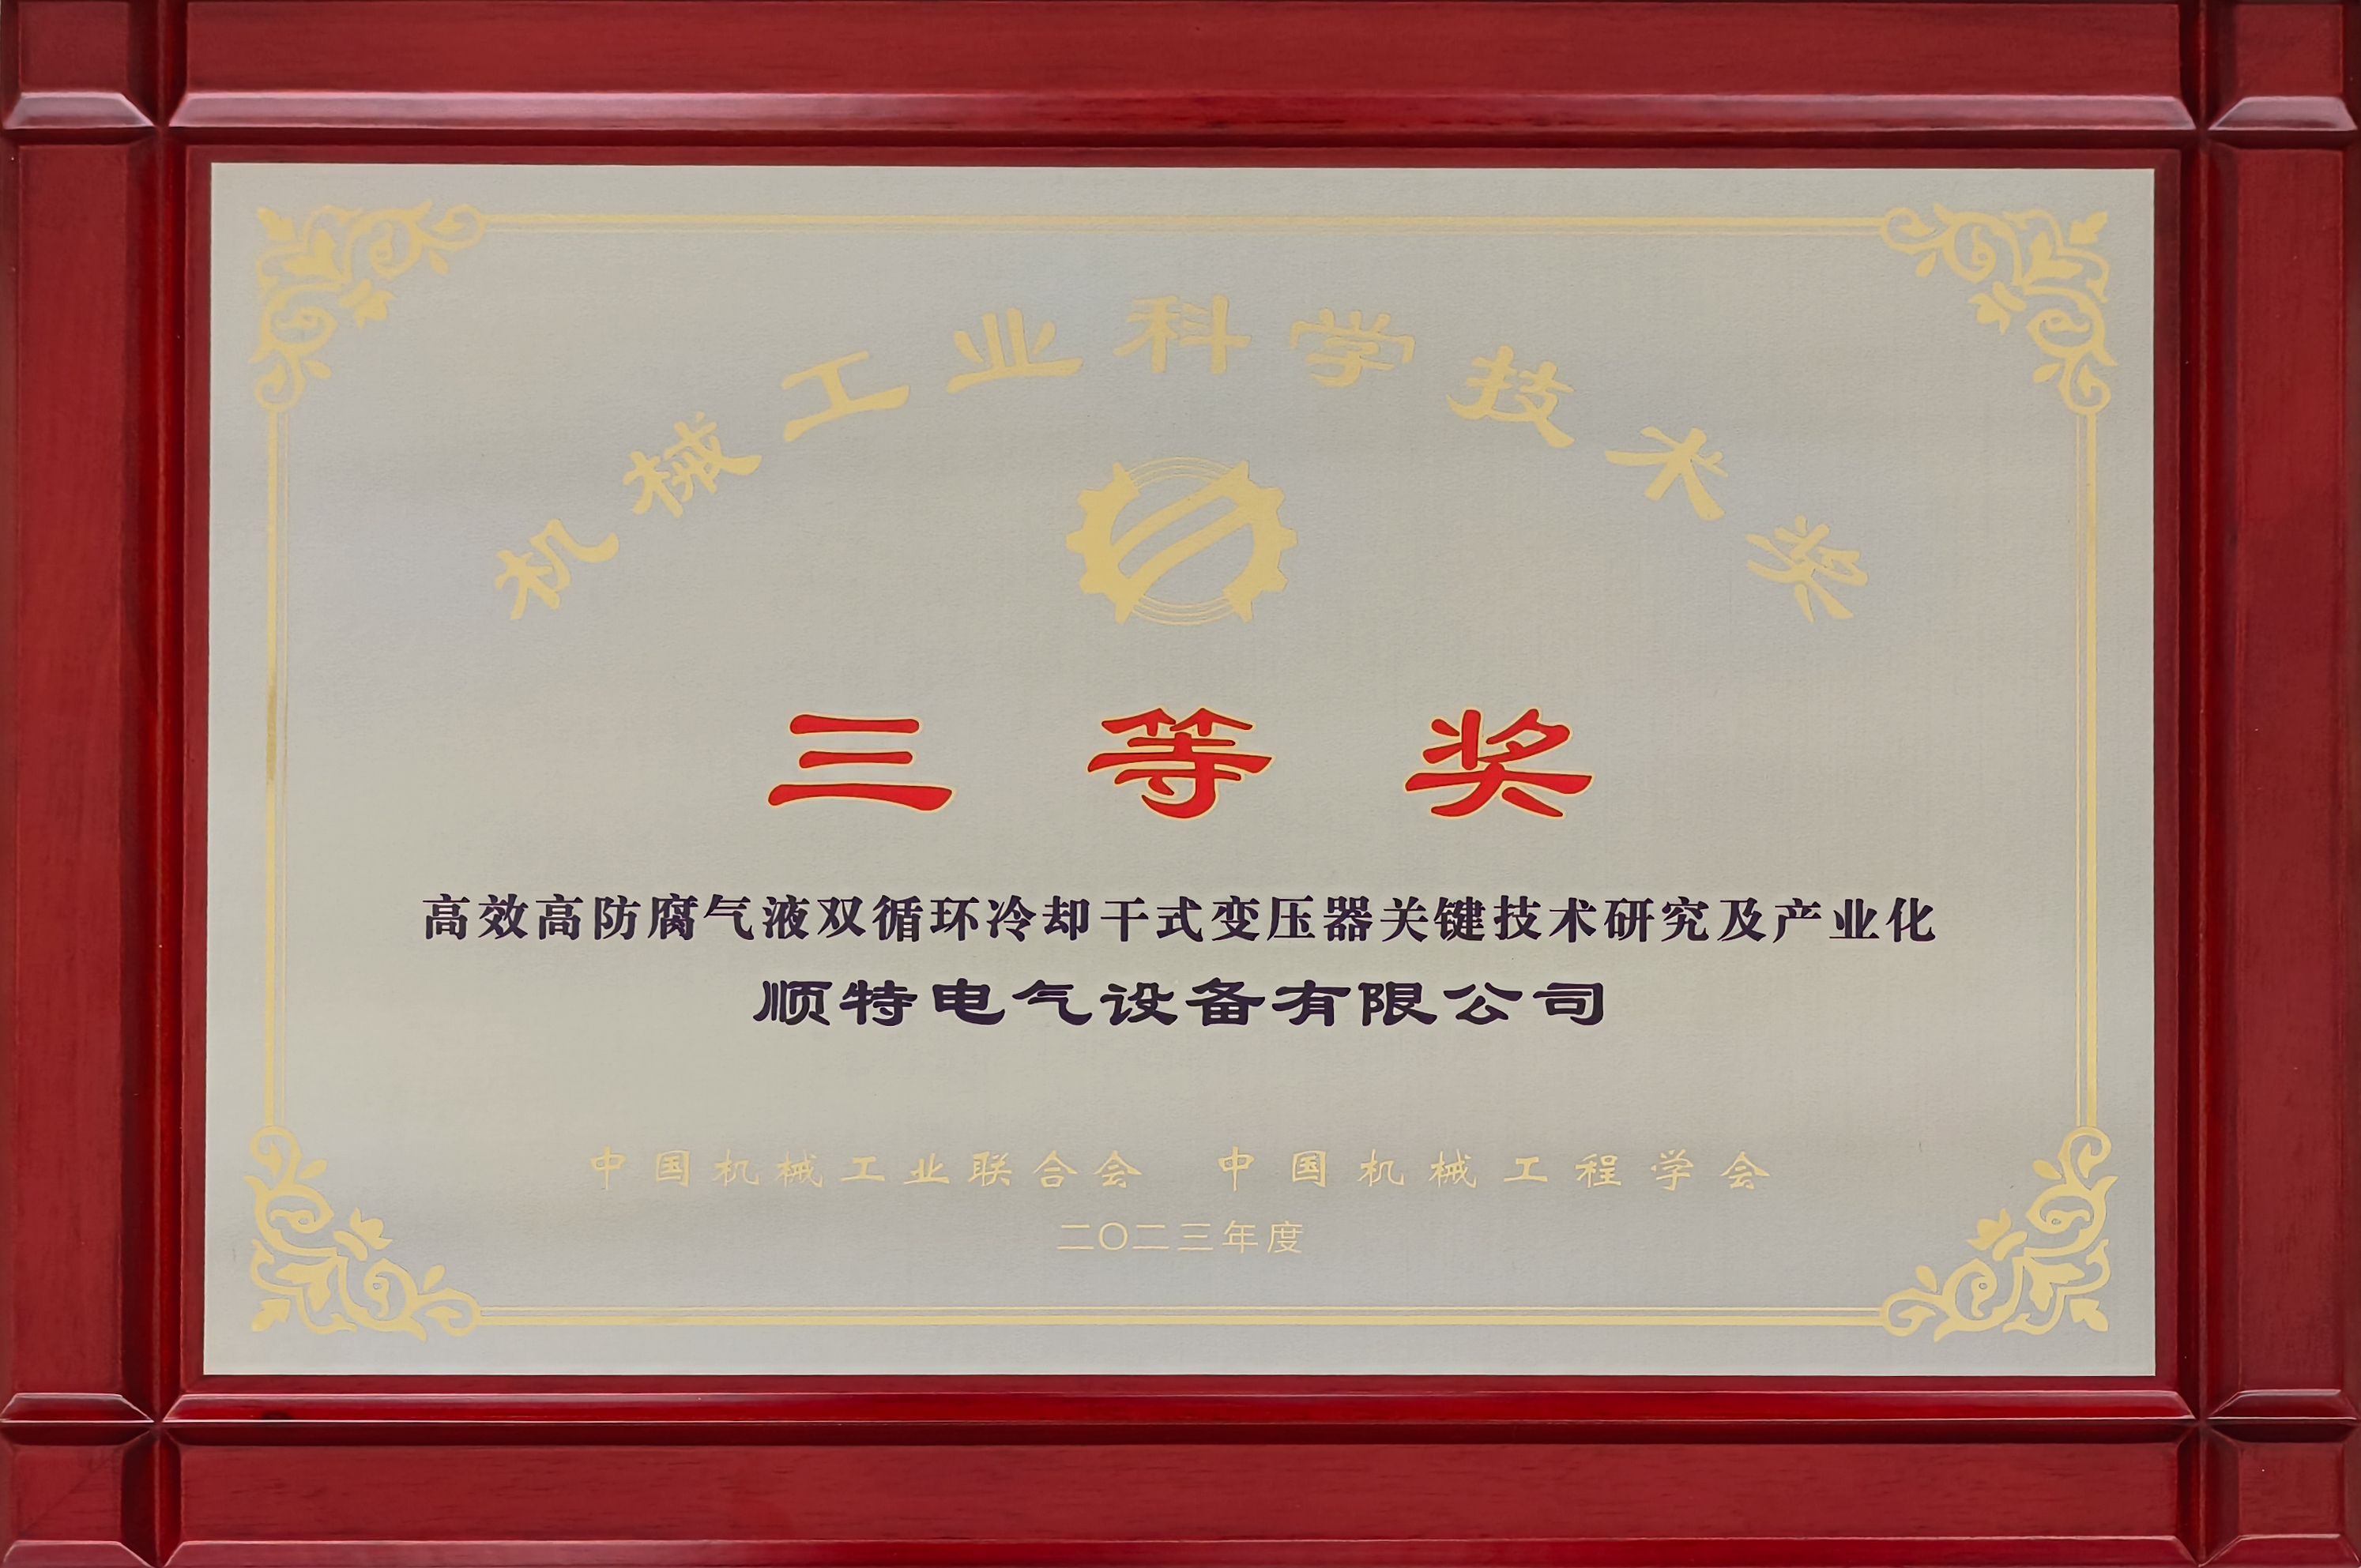 机械工业科学技术奖
三等奖
高效高防腐气液双循环冷却干式变压器关键技术研究及产业化
顺特电气设备有限公司
中国机械工业联合会 中国机械工程学会
二〇二三年度